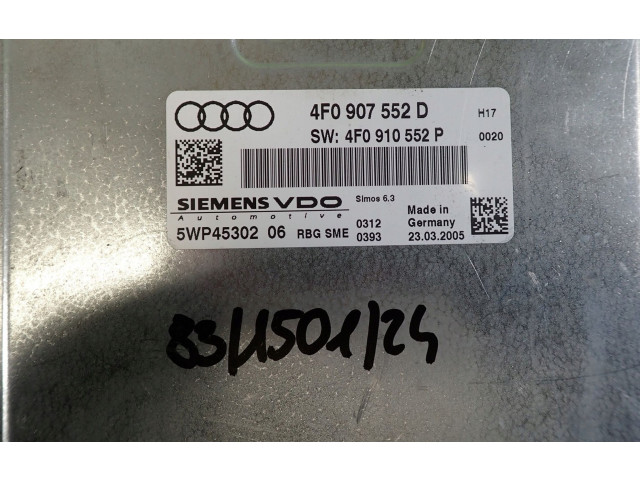 4F0 907 552 D H17
SW: 4F0 910 552 P 0020
SIEMENS VDO Simos 6,3
Automotive
Made in
Germany
5WP45302 06 RBG SME 0312
0393 23.03.2005
83/1501/24